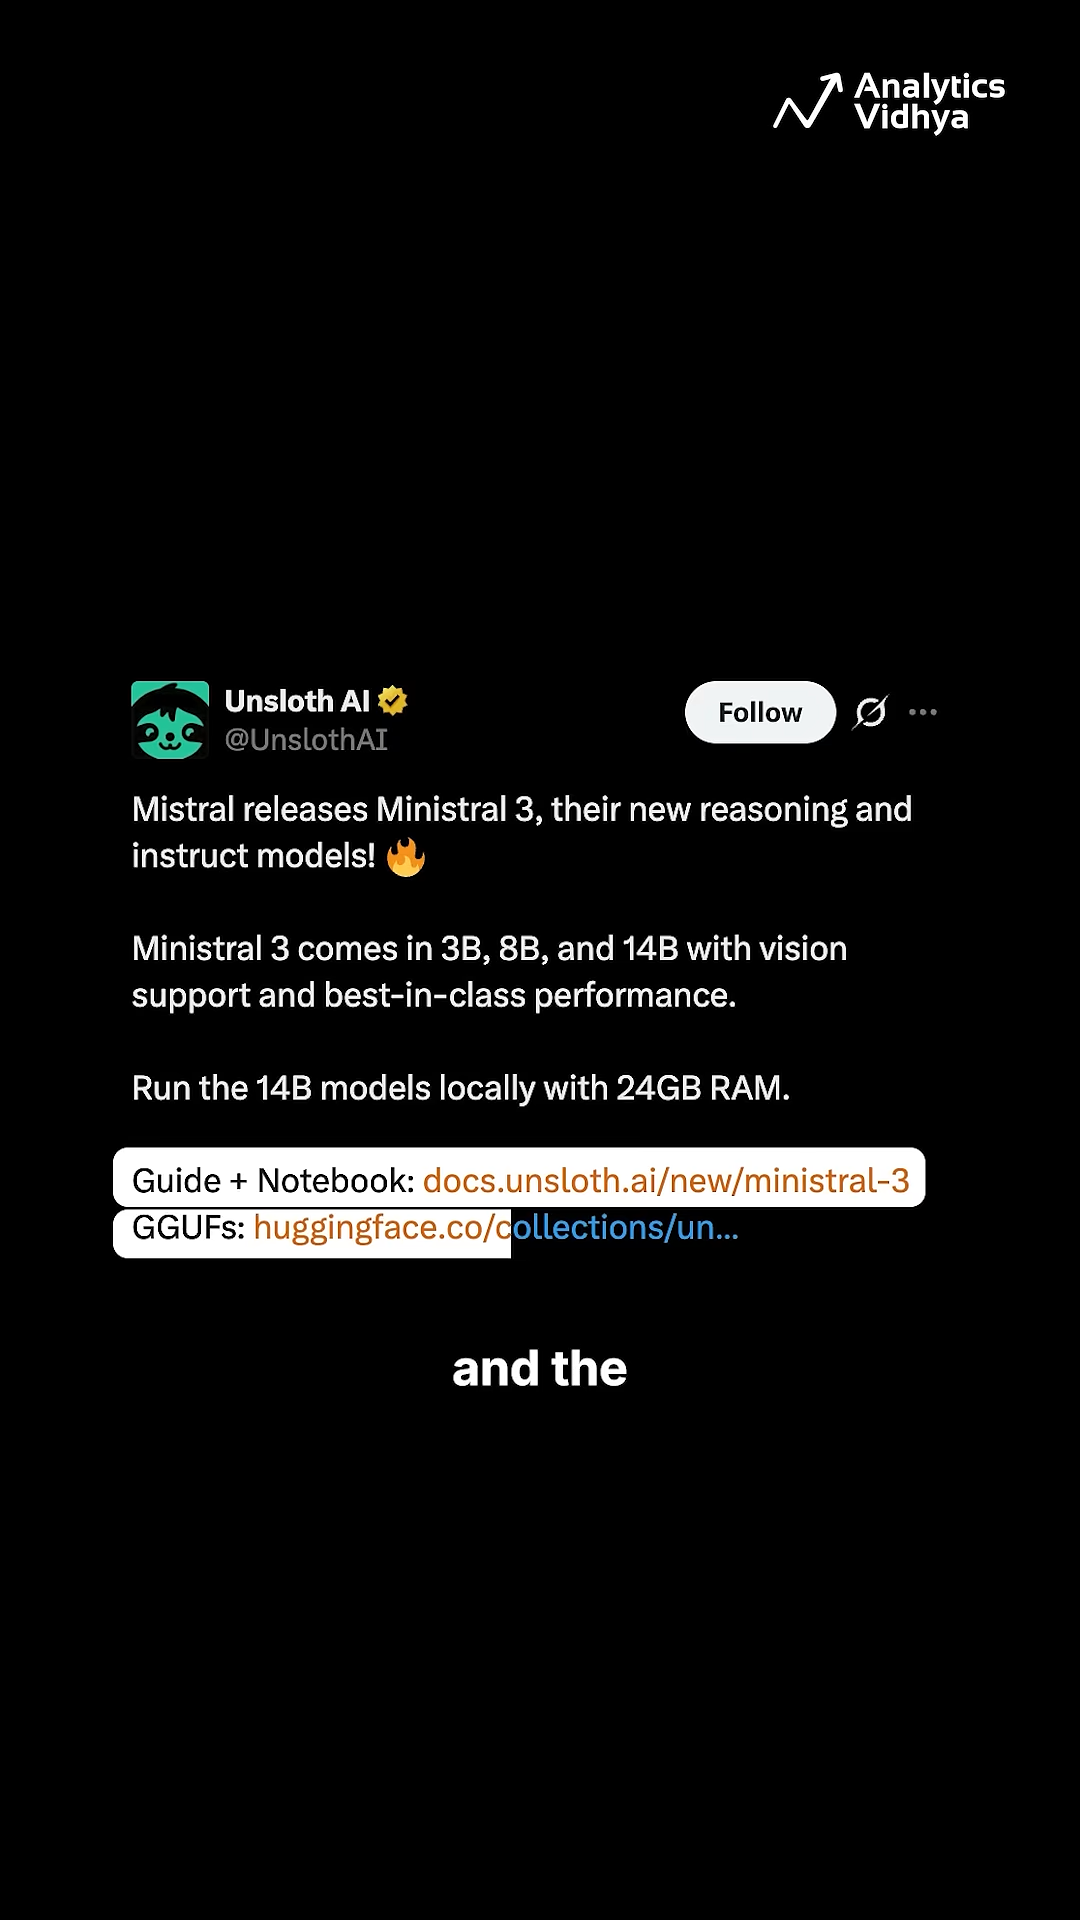 Analytics
Vidhya
Unsloth AI
@UnslothAI
Follow
Mistral releases Ministral 3, their new reasoning and
instruct models! 🔥
Ministral 3 comes in 3B, 8B, and 14B with vision
support and best-in-class performance.
Run the 14B models locally with 24GB RAM.
Guide + Notebook: docs.unsloth.ai/new/ministral-3
GGUFs: huggingface.co/collections/un...
and the